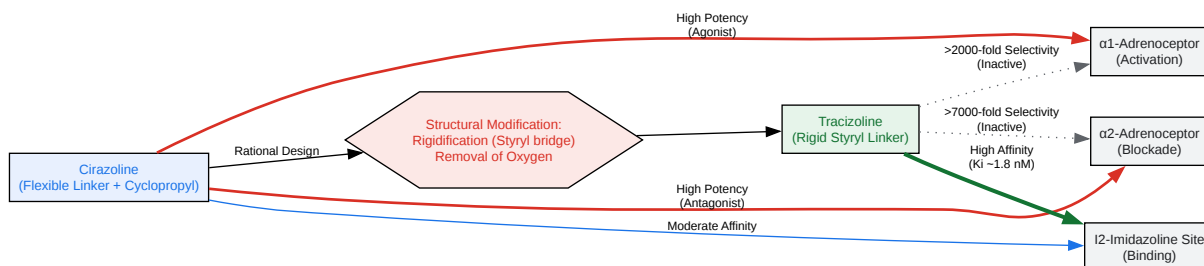 High Potency
(Agonist)
α1-Adrenoceptor
(Activation)
>2000-fold Selectivity
(Inactive)
Structural Modification:
Rigidification (Styryl bridge)
Removal of Oxygen
Tracizoline
(Rigid Styryl Linker)
>7000-fold Selectivity
(Inactive)
α2-Adrenoceptor
(Blockade)
Rational Design
High Affinity
(Ki ~1.8 nM)
Cirazoline
(Flexible Linker + Cyclopropyl)
High Potency
(Antagonist)
Moderate Affinity
I2-Imidazoline Site
(Binding)